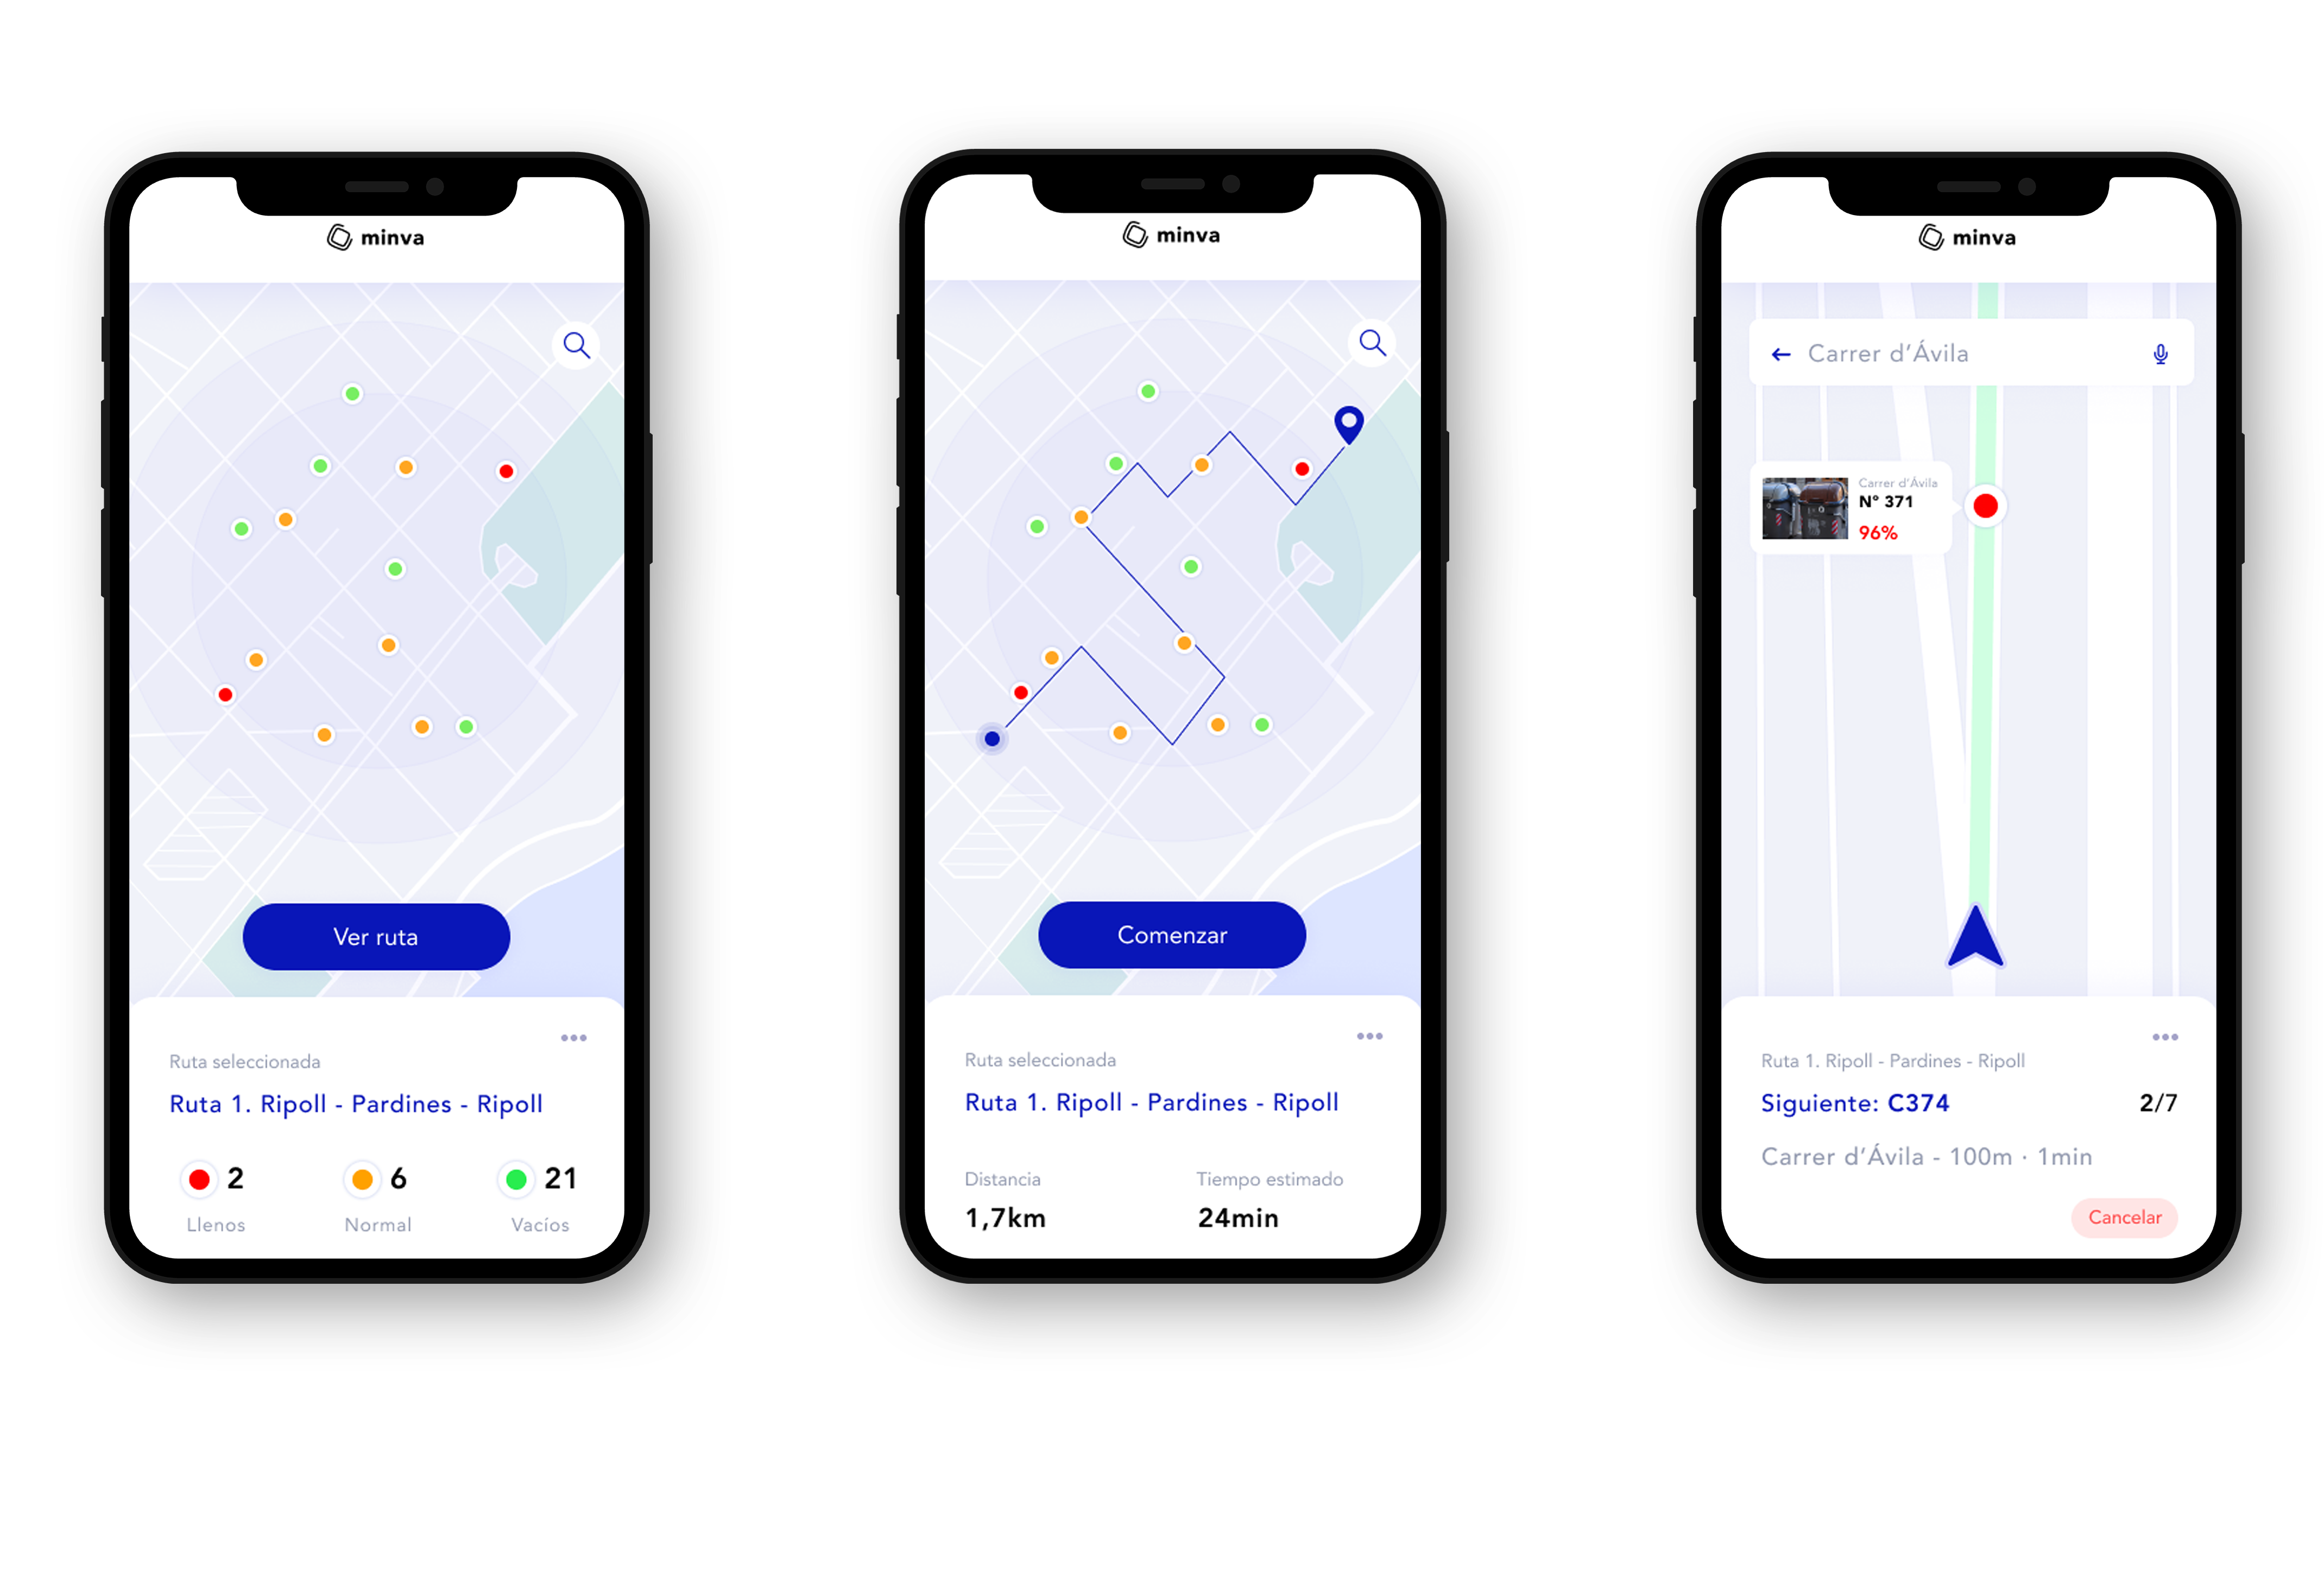 minva
Ver ruta
Ruta seleccionada
Ruta 1. Ripoll - Pardines - Ripoll
2
6
21
Llenos
Normal
Vacíos
minva
Comenzar
Ruta seleccionada
Ruta 1. Ripoll - Pardines - Ripoll
Distancia
Tiempo estimado
1,7km
24min
minva
Carrer d’Ávila
Carrer d’Ávila
Nº 371
96%
Ruta 1. Ripoll - Pardines - Ripoll
Siguiente: C374
2/7
Carrer d’Ávila - 100m · 1min
Cancelar